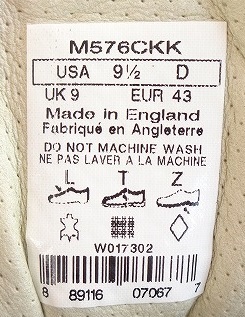 M576CKK
USA 9½ D
UK 9 EUR 43
Made in England
Fabriqué en Angleterre
DO NOT MACHINE WASH
NE PAS LAVER A LA MACHINE
L T Z
W017302
8 89116 07067 7